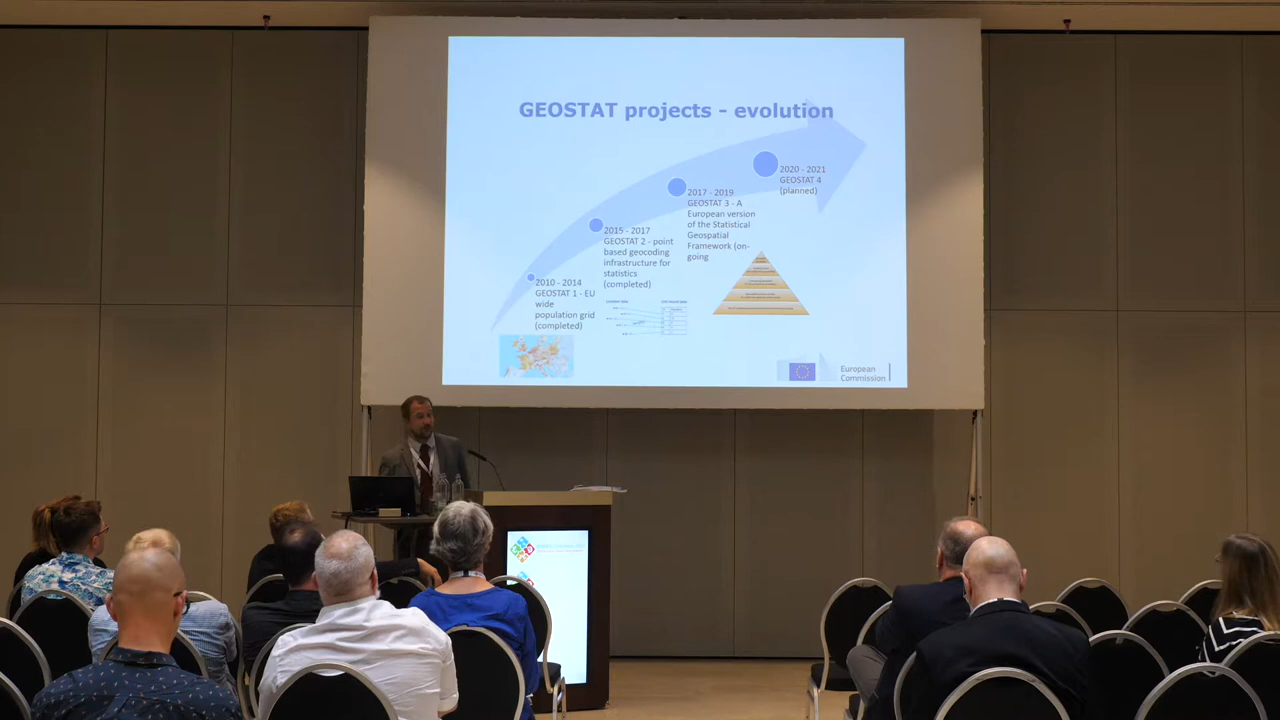 GEOSTAT projects - evolution
2020 - 2021
GEOSTAT 4
(planned)
2017 - 2019
GEOSTAT 3 - A
European version
of the Statistical
Geospatial
Framework (on-
going
2015 - 2017
GEOSTAT 2 - point
based geocoding
infrastructure for
statistics
(completed)
2010 - 2014
GEOSTAT 1 - EU
wide
population grid
(completed)
European
Commission